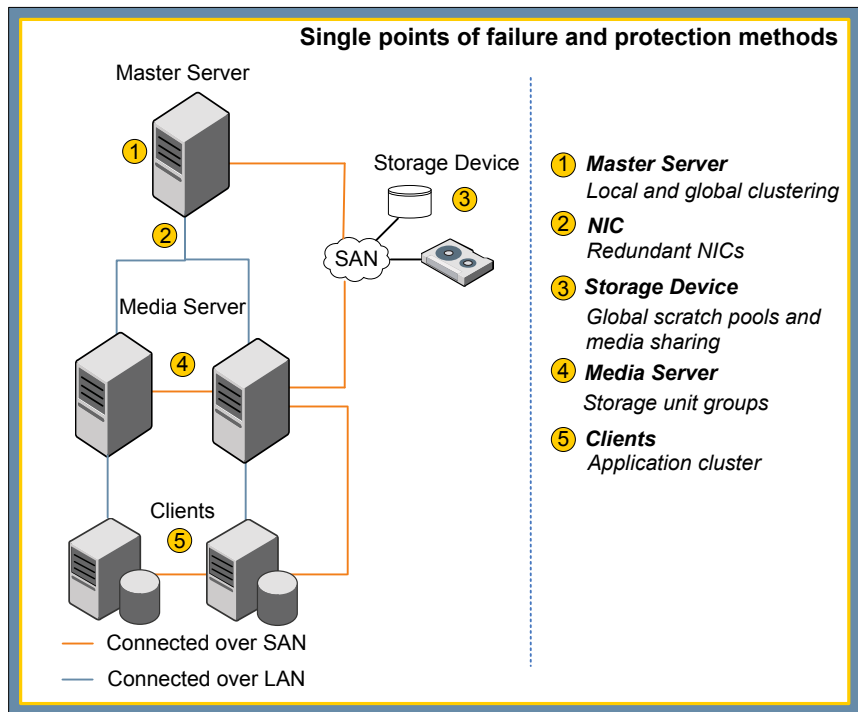 Single points of failure and protection methods
Master Server
1
2
Storage Device
3
SAN
Media Server
4
Clients
5
Connected over SAN
Connected over LAN
1 Master Server
Local and global clustering
2 NIC
Redundant NICs
3 Storage Device
Global scratch pools and
media sharing
4 Media Server
Storage unit groups
5 Clients
Application cluster